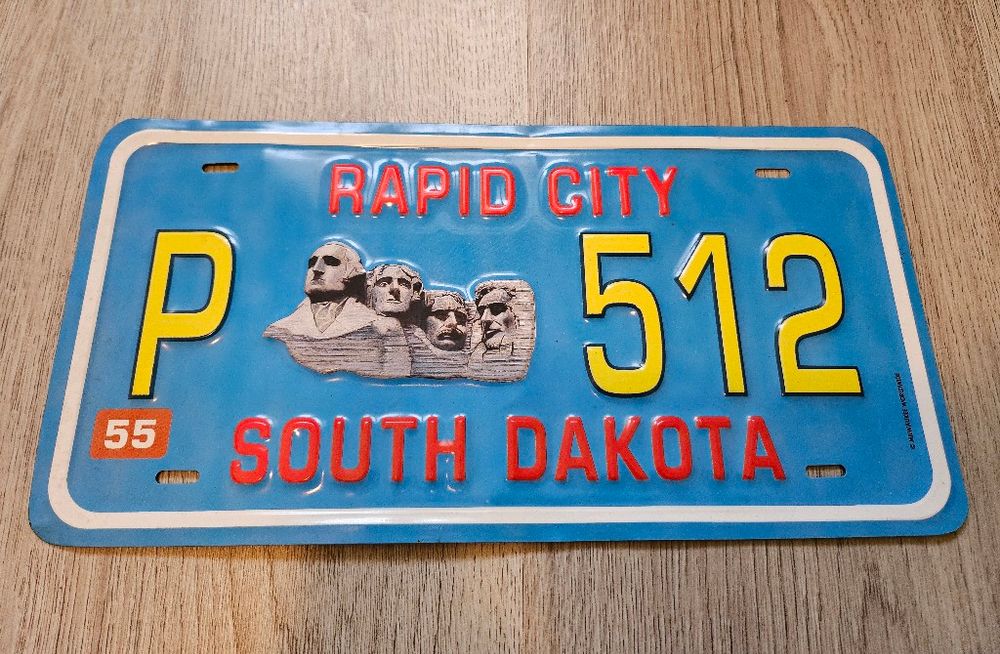 RAPID CITY
P 512
55
SOUTH DAKOTA